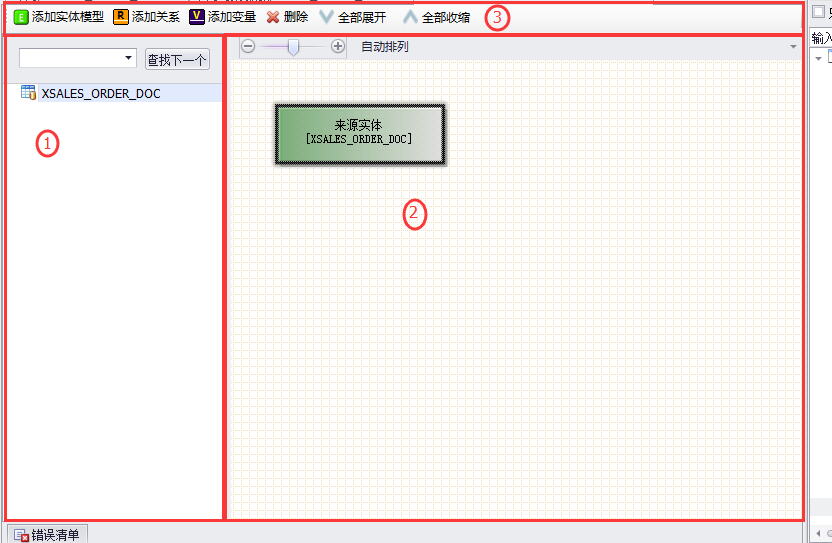 E 添加实体模型 R 添加关系 V 添加变量 删除 全部展开 全部收缩 3
查找下一个
自动排列
输入
XSALES_ORDER_DOC
来源实体
[XSALES_ORDER_DOC]
1
2
错误清单